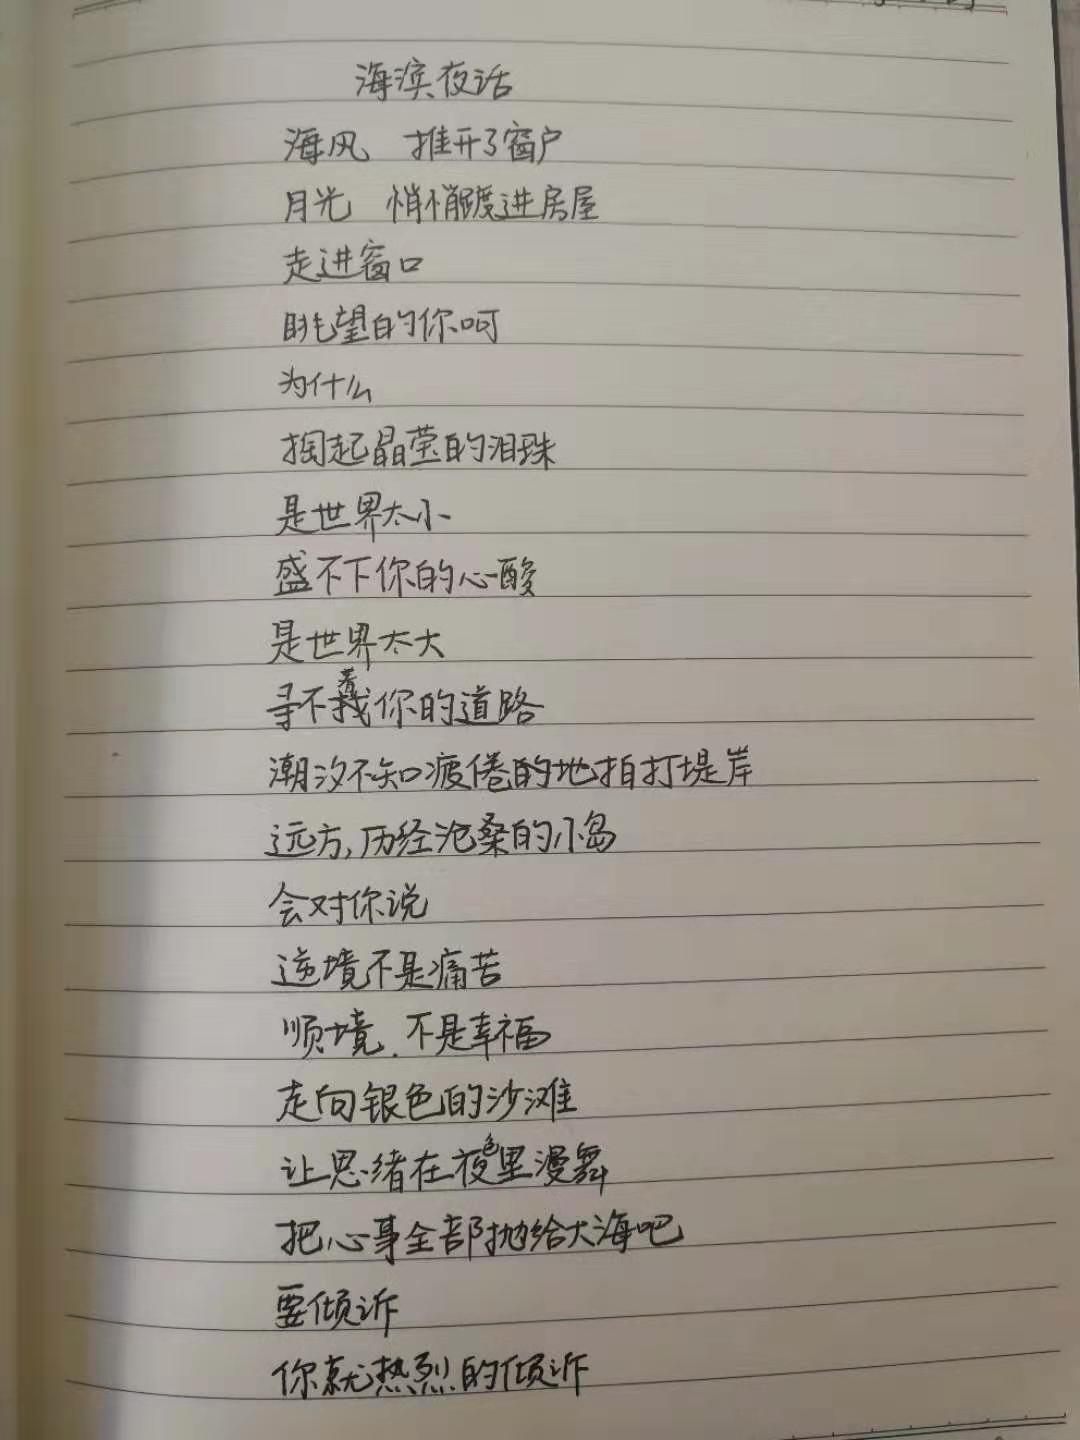 海滨夜话
海风 推开了窗户
月光 悄悄踱进房屋
走进窗口
眺望的你呵
为什么
掬起晶莹的泪珠
是世界太小
盛不下你的心酸
是世界太大
寻不着你的道路
潮汐不知疲倦的地拍打堤岸
远方,历经沧桑的小岛
会对你说
逆境不是痛苦
顺境.不是幸福
走向银色的沙滩
让思绪在夜色里漫舞
把心事全部抛给大海吧
要倾诉
你就热烈的倾诉